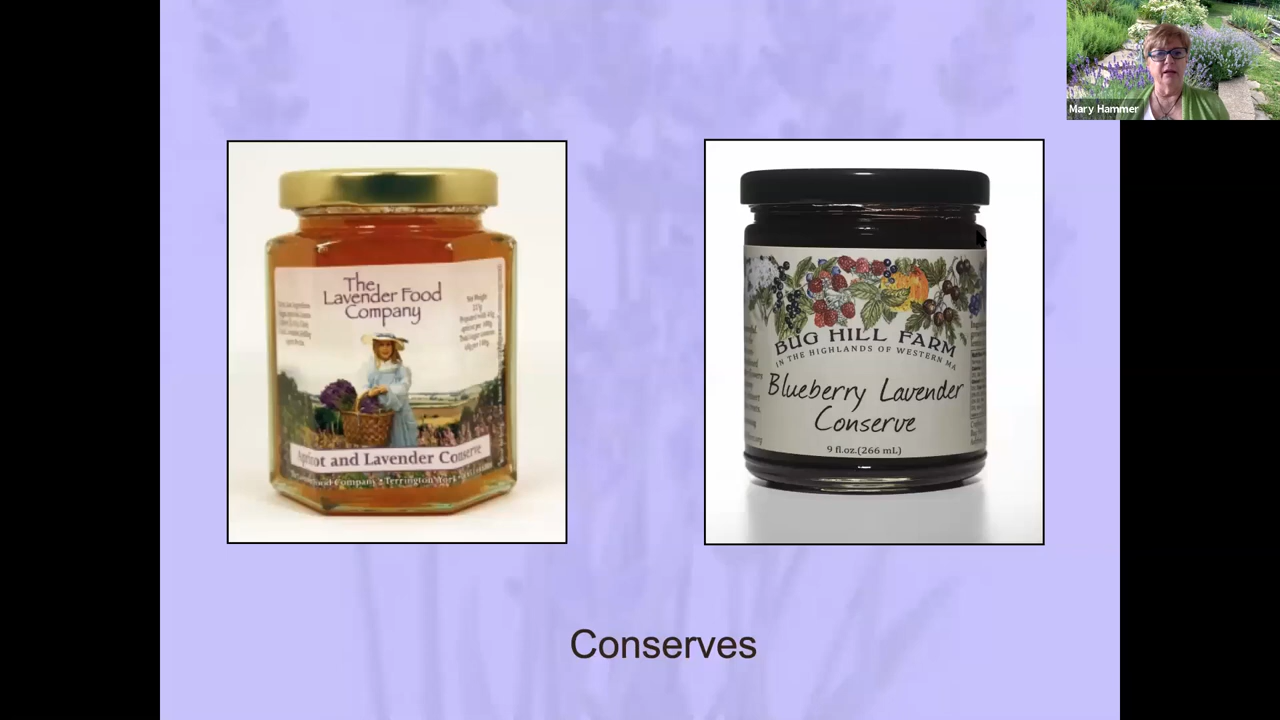 Mary Hammer
The
Lavender Food
Company
Apricot and Lavender Conserve
BUG HILL FARM
IN THE HIGHLANDS OF WESTERN MA
Blueberry Lavender
Conserve
9 fl.oz.(266 mL)
Conserves